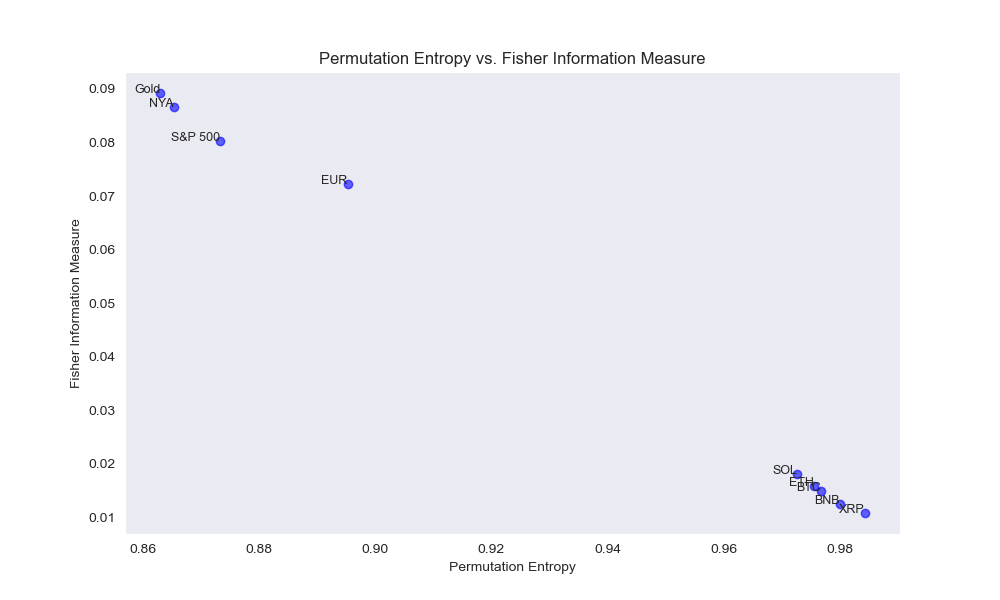 Permutation Entropy vs. Fisher Information Measure
0.09
0.08
0.07
0.06
0.05
0.04
0.03
0.02
0.01
Fisher Information Measure
Gold
NYA
S&P 500
EUR
SOL
ETH
BTC
BNB
XRP
0.86 0.88 0.90 0.92 0.94 0.96 0.98
Permutation Entropy